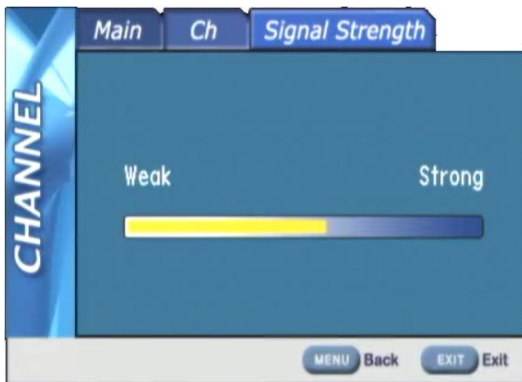 Main Ch Signal Strength
CHANNEL
Weak Strong
MENU Back EXIT Exit